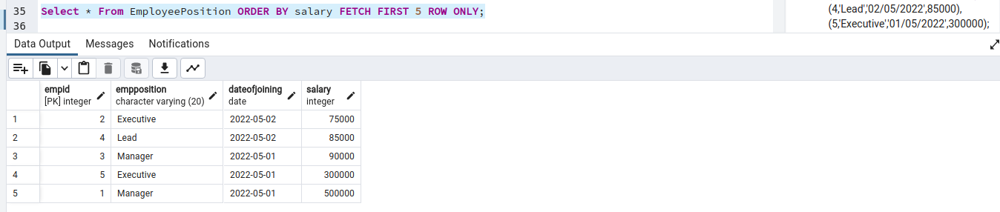 35 Select * From EmployeePosition ORDER BY salary FETCH FIRST 5 ROW ONLY;
36
(4,'Lead','02/05/2022',85000),
(5,'Executive','01/05/2022',300000);
Data Output Messages Notifications
empid empposition dateofjoining salary
[PK] integer character varying (20) date integer
1 2 Executive 2022-05-02 75000
2 4 Lead 2022-05-02 85000
3 3 Manager 2022-05-01 90000
4 5 Executive 2022-05-01 300000
5 1 Manager 2022-05-01 500000